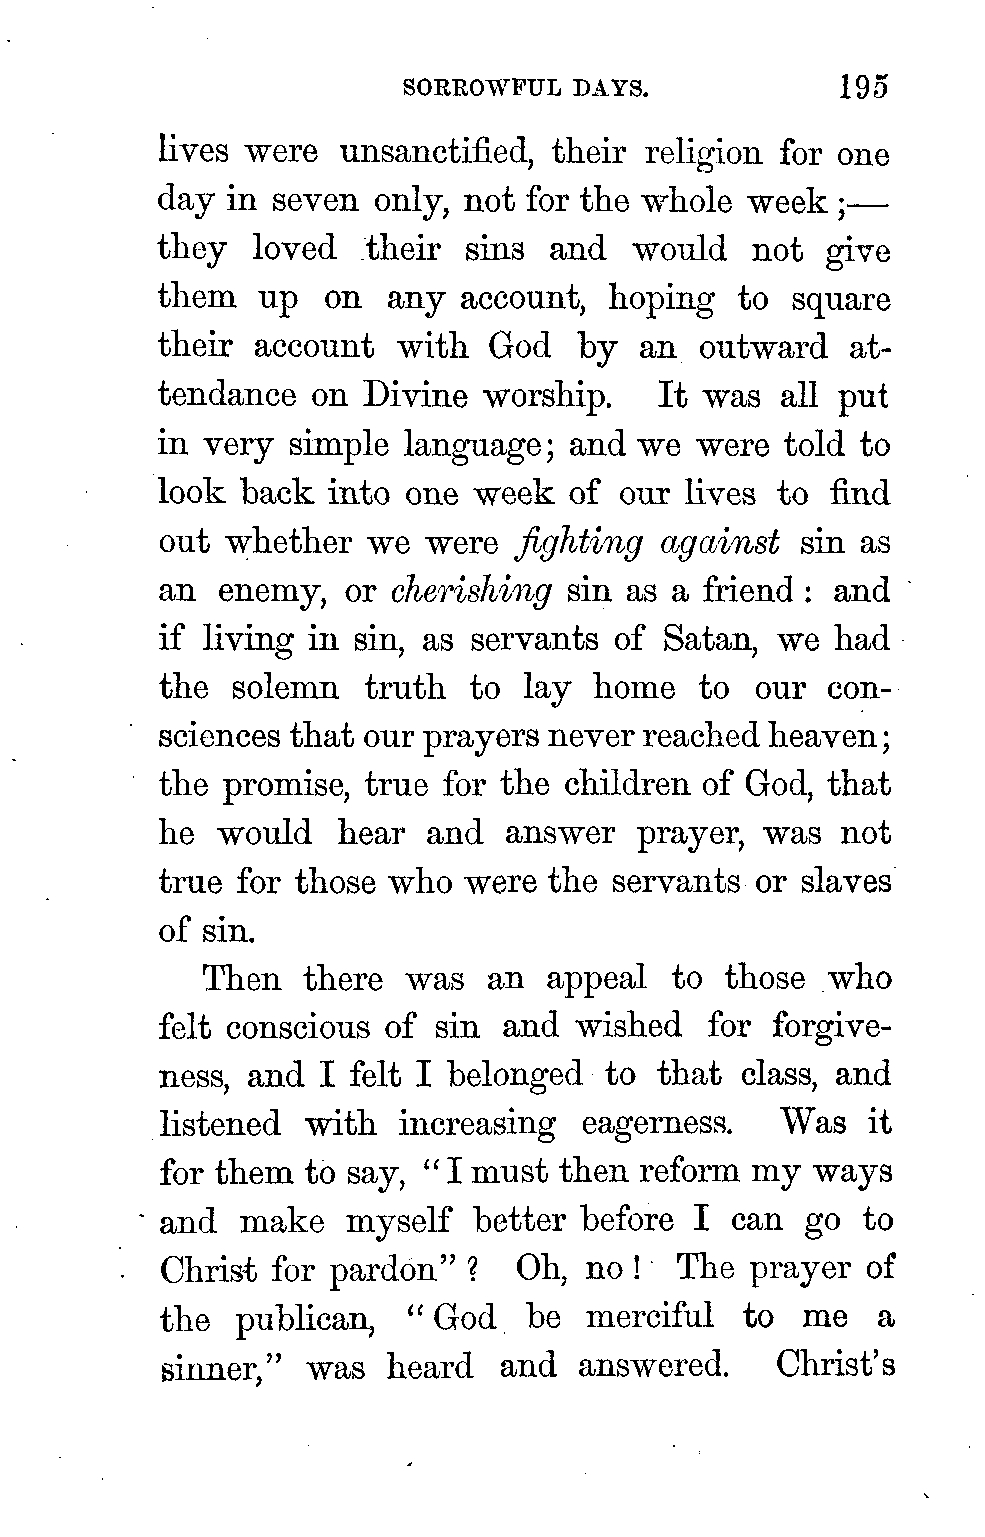 SORROWFUL DAYS. 195
lives were unsanctified, their religion for one
day in seven only, not for the whole week ;—
they loved their sins and would not give
them up on any account, hoping to square
their account with God by an outward at-
tendance on Divine worship. It was all put
in very simple language; and we were told to
look back into one week of our lives to find
out whether we were fighting against sin as
an enemy, or cherishing sin as a friend : and
if living in sin, as servants of Satan, we had
the solemn truth to lay home to our con-
sciences that our prayers never reached heaven;
the promise, true for the children of God, that
he would hear and answer prayer, was not
true for those who were the servants or slaves
of sin.
Then there was an appeal to those who
felt conscious of sin and wished for forgive-
ness, and I felt I belonged to that class, and
listened with increasing eagerness. Was it
for them to say, “I must then reform my ways
and make myself better before I can go to
Christ for pardon” ? Oh, no ! The prayer of
the publican, “God be merciful to me a
sinner,” was heard and answered. Christ’s